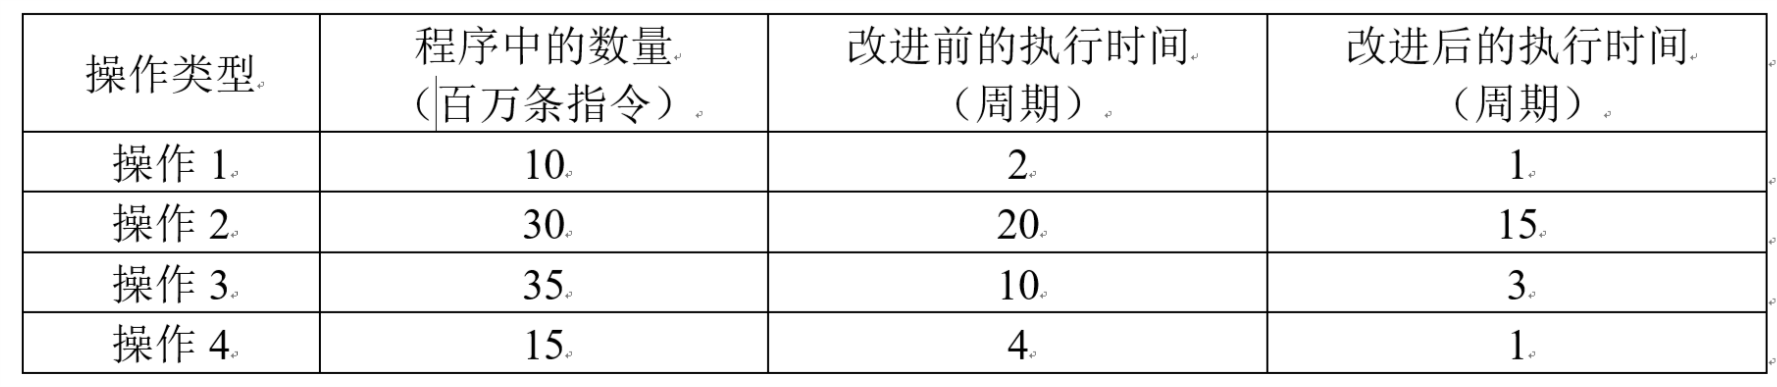 操作类型 程序中的数量 改进前的执行时间 改进后的执行时间
（百万条指令） （周期） （周期）
操作 1 10 2 1
操作 2 30 20 15
操作 3 35 10 3
操作 4 15 4 1